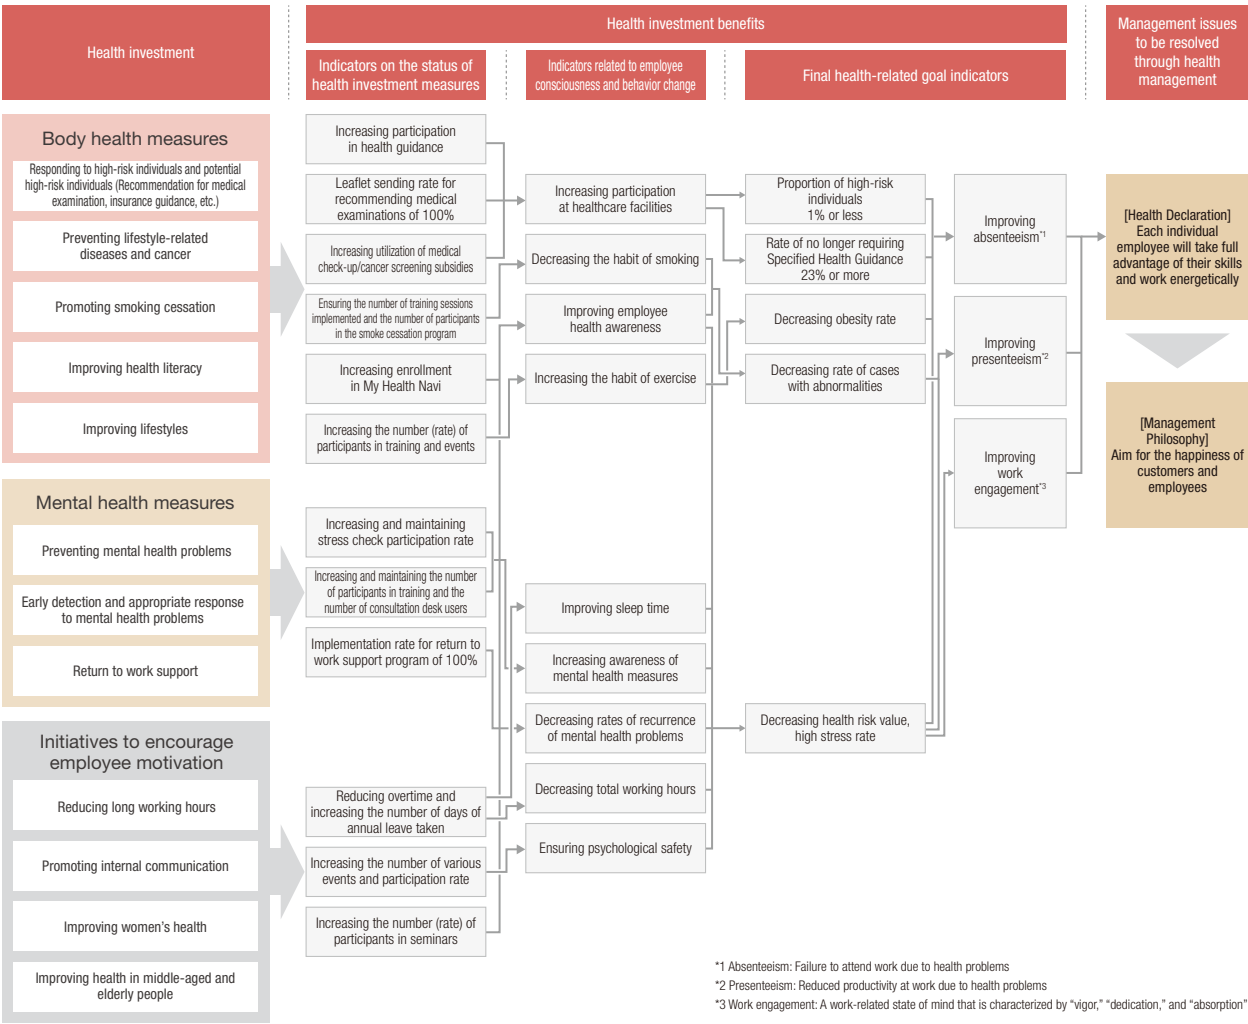 Health investment
Health investment benefits
Indicators on the status of
health investment measures
Indicators related to employee
consciousness and behavior change
Final health-related goal indicators
Management issues
to be resolved
through health
management
Body health measures
Responding to high-risk individuals and potential
high-risk individuals (Recommendation for medical
examination, insurance guidance, etc.)
Preventing lifestyle-related
diseases and cancer
Promoting smoking cessation
Improving health literacy
Improving lifestyles
Mental health measures
Preventing mental health problems
Early detection and appropriate response
to mental health problems
Return to work support
Initiatives to encourage
employee motivation
Reducing long working hours
Promoting internal communication
Improving women’s health
Improving health in middle-aged and
elderly people
Increasing participation
in health guidance
Leaflet sending rate for
recommending medical
examinations of 100%
Increasing utilization of medical
check-up/cancer screening subsidies
Ensuring the number of training sessions
implemented and the number of participants
in the smoke cessation program
Increasing enrollment
in My Health Navi
Increasing the number (rate) of
participants in training and events
Increasing and maintaining
stress check participation rate
Increasing and maintaining the number
of participants in training and the
number of consultation desk users
Implementation rate for return to
work support program of 100%
Reducing overtime and
increasing the number of days of
annual leave taken
Increasing the number of various
events and participation rate
Increasing the number (rate) of
participants in seminars
Increasing participation
at healthcare facilities
Decreasing the habit of smoking
Improving employee
health awareness
Increasing the habit of exercise
Improving sleep time
Increasing awareness of
mental health measures
Decreasing rates of recurrence
of mental health problems
Decreasing total working hours
Ensuring psychological safety
Proportion of high-risk
individuals
1% or less
Rate of no longer requiring
Specified Health Guidance
23% or more
Decreasing obesity rate
Decreasing rate of cases
with abnormalities
Decreasing health risk value,
high stress rate
Improving
absenteeism*1
Improving
presenteeism*2
Improving
work
engagement*3
[Health Declaration]
Each individual
employee will take full
advantage of their skills
and work energetically
[Management
Philosophy]
Aim for the happiness of
customers and
employees
*1 Absenteeism: Failure to attend work due to health problems
*2 Presenteeism: Reduced productivity at work due to health problems
*3 Work engagement: A work-related state of mind that is characterized by “vigor,” “dedication,” and “absorption”